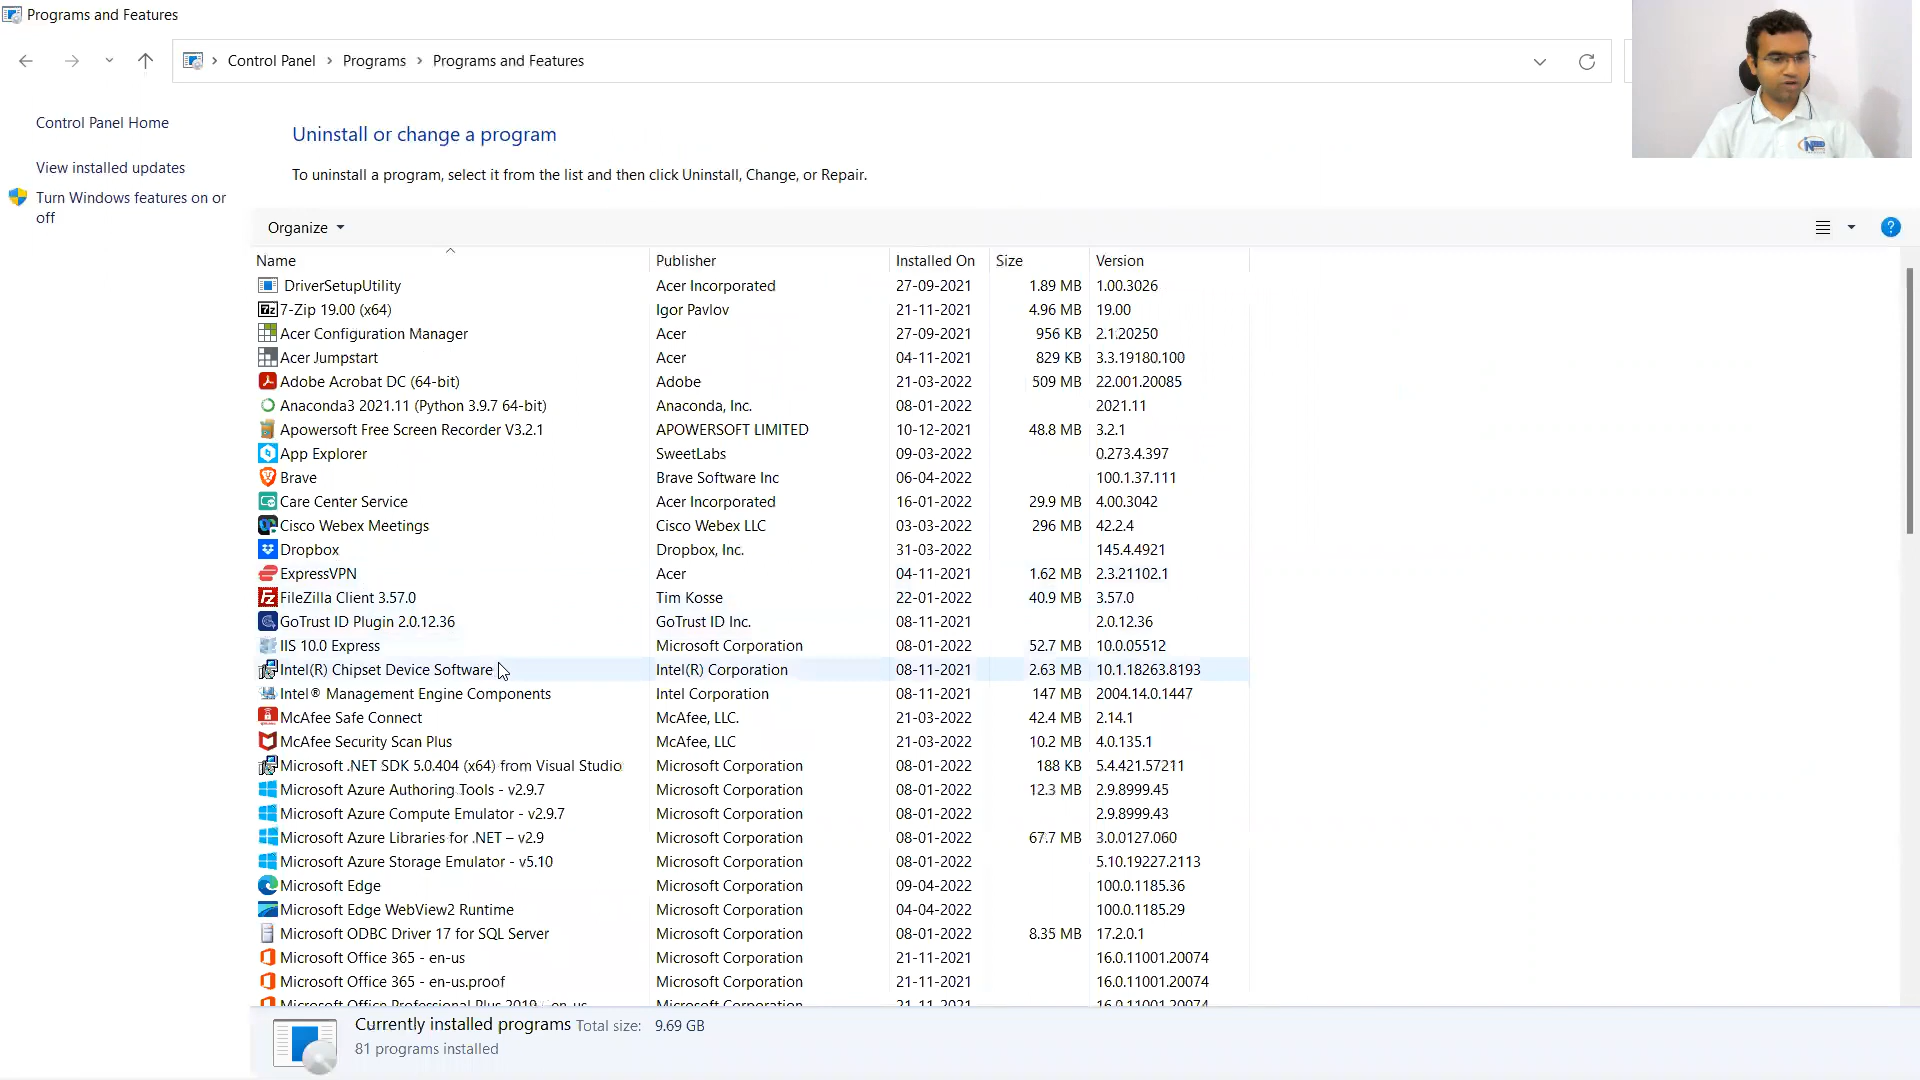 Programs and Features
Control Panel > Programs > Programs and Features
Control Panel Home
View installed updates
Turn Windows features on or
off
Uninstall or change a program
To uninstall a program, select it from the list and then click Uninstall, Change, or Repair.
Organize
Name Publisher Installed On Size Version
DriverSetupUtility Acer Incorporated 27-09-2021 1.89 MB 1.00.3026
7-Zip 19.00 (x64) Igor Pavlov 21-11-2021 4.96 MB 19.00
Acer Configuration Manager Acer 27-09-2021 956 KB 2.1.20250
Acer Jumpstart Acer 04-11-2021 829 KB 3.3.19180.100
Adobe Acrobat DC (64-bit) Adobe 21-03-2022 509 MB 22.001.20085
Anaconda3 2021.11 (Python 3.9.7 64-bit) Anaconda, Inc. 08-01-2022 2021.11
Apowersoft Free Screen Recorder V3.2.1 APOWERSOFT LIMITED 10-12-2021 48.8 MB 3.2.1
App Explorer SweetLabs 09-03-2022 0.273.4.397
Brave Brave Software Inc 06-04-2022 100.1.37.111
Care Center Service Acer Incorporated 16-01-2022 29.9 MB 4.00.3042
Cisco Webex Meetings Cisco Webex LLC 03-03-2022 296 MB 42.2.4
Dropbox Dropbox, Inc. 31-03-2022 145.4.4921
ExpressVPN Acer 04-11-2021 1.62 MB 2.3.21102.1
FileZilla Client 3.57.0 Tim Kosse 22-01-2022 40.9 MB 3.57.0
GoTrust ID Plugin 2.0.12.36 GoTrust ID Inc. 08-11-2021 2.0.12.36
IIS 10.0 Express Microsoft Corporation 08-01-2022 52.7 MB 10.0.05512
Intel(R) Chipset Device Software Intel(R) Corporation 08-11-2021 2.63 MB 10.1.18263.8193
Intel® Management Engine Components Intel Corporation 08-11-2021 147 MB 2004.14.0.1447
McAfee Safe Connect McAfee, LLC. 21-03-2022 42.4 MB 2.14.1
McAfee Security Scan Plus McAfee, LLC 21-03-2022 10.2 MB 4.0.135.1
Microsoft .NET SDK 5.0.404 (x64) from Visual Studio Microsoft Corporation 08-01-2022 188 KB 5.4.421.57211
Microsoft Azure Authoring Tools - v2.9.7 Microsoft Corporation 08-01-2022 12.3 MB 2.9.8999.45
Microsoft Azure Compute Emulator - v2.9.7 Microsoft Corporation 08-01-2022 2.9.8999.43
Microsoft Azure Libraries for .NET – v2.9 Microsoft Corporation 08-01-2022 67.7 MB 3.0.0127.060
Microsoft Azure Storage Emulator - v5.10 Microsoft Corporation 08-01-2022 5.10.19227.2113
Microsoft Edge Microsoft Corporation 09-04-2022 100.0.1185.36
Microsoft Edge WebView2 Runtime Microsoft Corporation 04-04-2022 100.0.1185.29
Microsoft ODBC Driver 17 for SQL Server Microsoft Corporation 08-01-2022 8.35 MB 17.2.0.1
Microsoft Office 365 - en-us Microsoft Corporation 21-11-2021 16.0.11001.20074
Microsoft Office 365 - en-us.proof Microsoft Corporation 21-11-2021 16.0.11001.20074
Microsoft Office Professional Plus 2019 - en-us Microsoft Corporation 21-11-2021 16.0.11001.20074
Currently installed programs Total size: 9.69 GB
81 programs installed